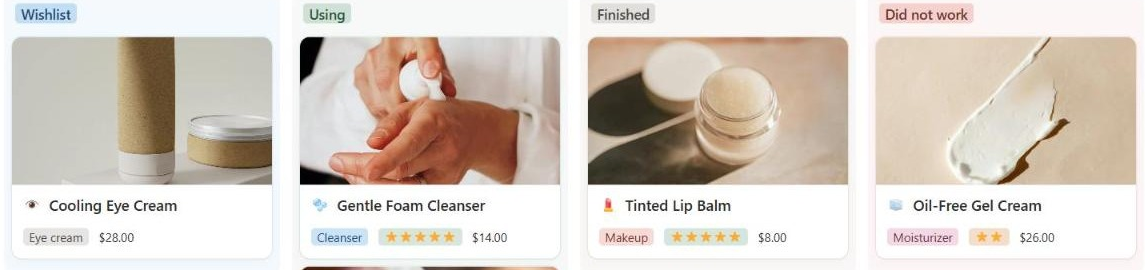 Wishlist
Cooling Eye Cream
Eye cream $28.00
Using
Gentle Foam Cleanser
Cleanser ★★★★★ $14.00
Finished
Tinted Lip Balm
Makeup ★★★★★ $8.00
Did not work
Oil-Free Gel Cream
Moisturizer ★★ $26.00